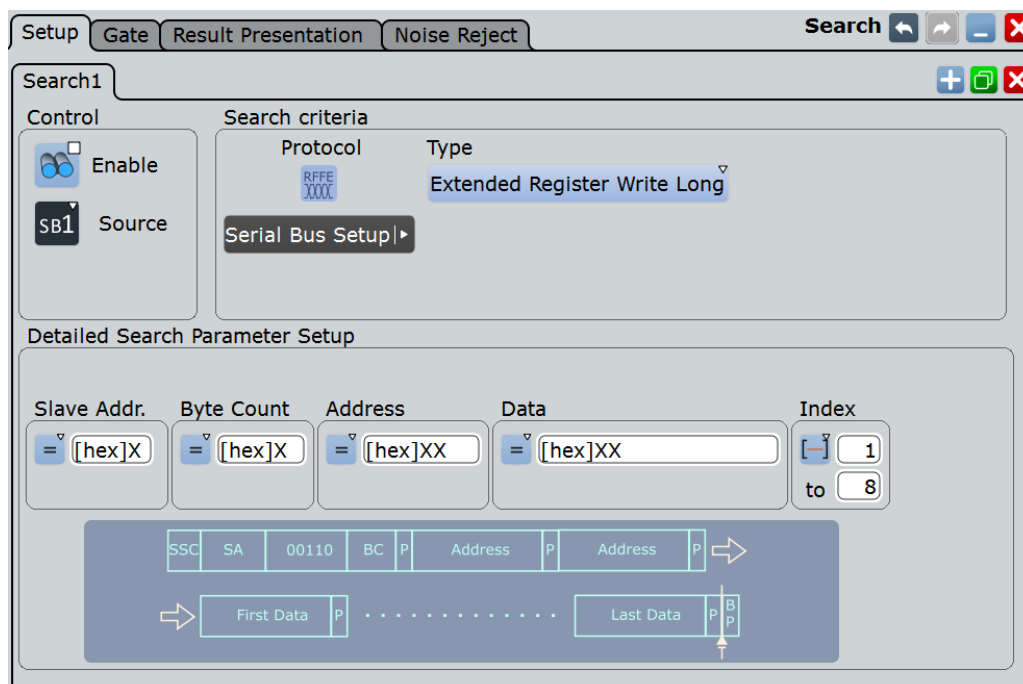 Setup Gate Result Presentation Noise Reject Search
Search1
Control Search criteria
Protocol Type
Enable RFFE Extended Register Write Long
SB1 Source Serial Bus Setup
Detailed Search Parameter Setup
Slave Addr. Byte Count Address Data Index
= [hex]X = [hex]X = [hex]XX = [hex]XX 1
to 8
SSC SA 00110 BC P Address P Address P
First Data P Last Data P BP